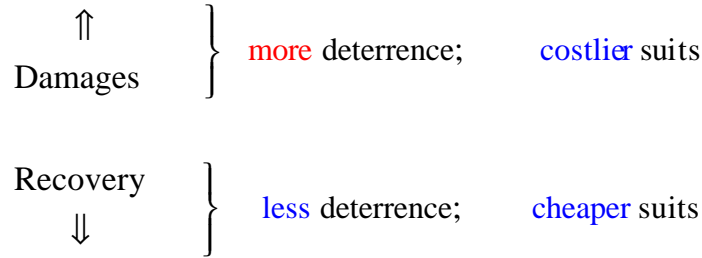 ⇑
Damages } more deterrence; costlier suits
Recovery } less deterrence; cheaper suits
⇓